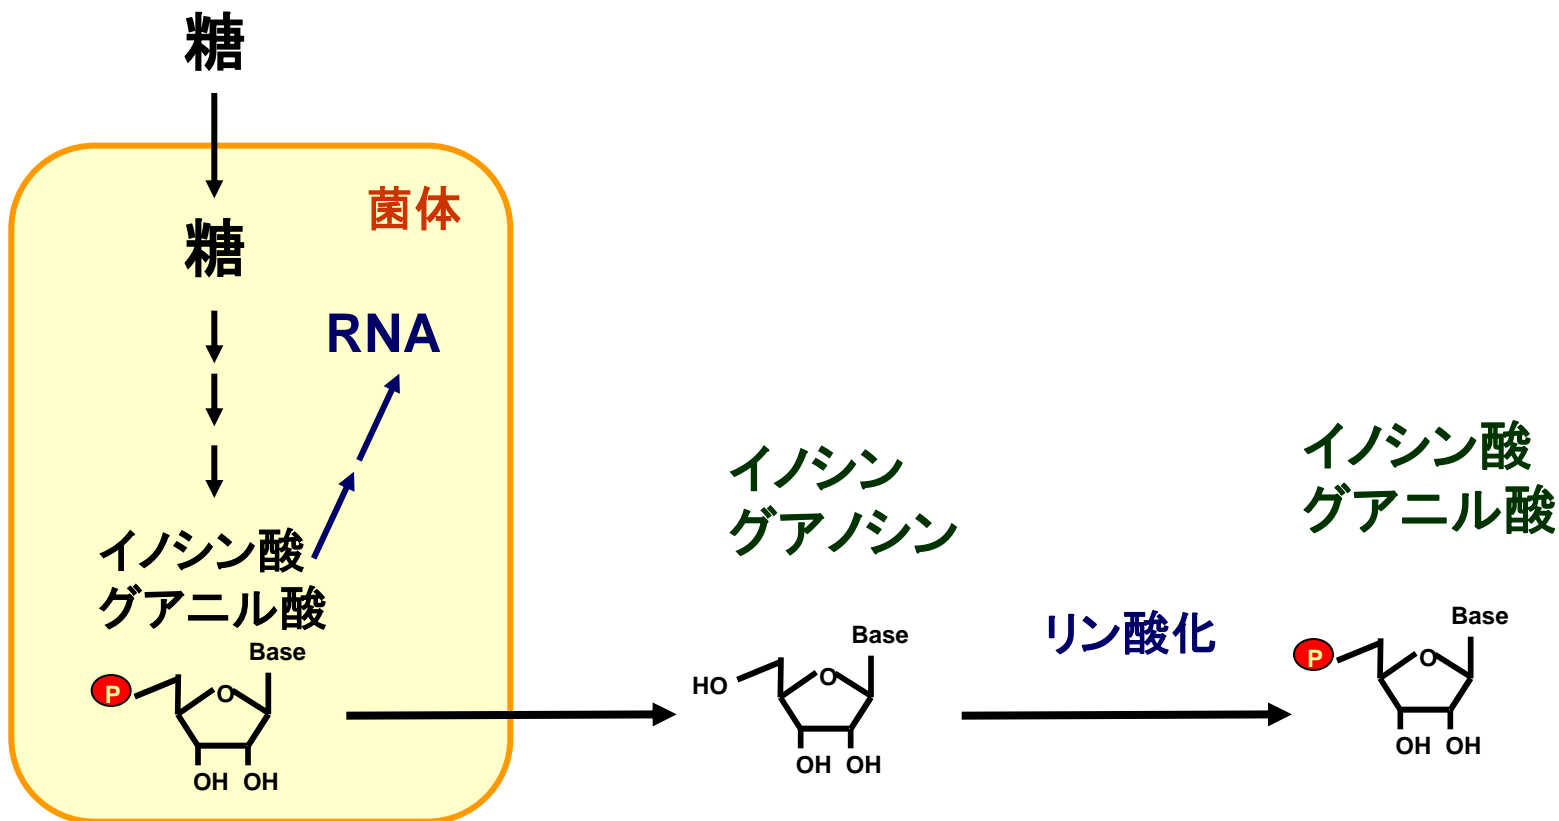 糖
菌体
糖
RNA
イノシン酸
グアニル酸
Base
P
O
OH OH
イノシン
グアノシン
Base
HO
O
OH OH
リン酸化
イノシン酸
グアニル酸
Base
P
O
OH OH